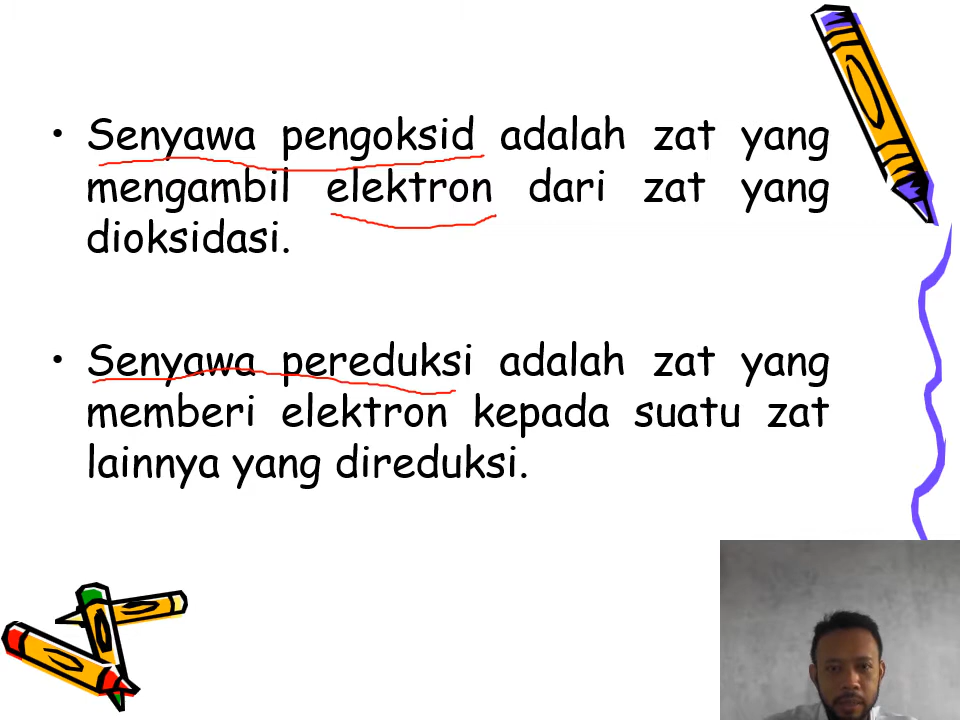 • Senyawa pengoksid adalah zat yang
mengambil elektron dari zat yang
dioksidasi.
• Senyawa pereduksi adalah zat yang
memberi elektron kepada suatu zat
lainnya yang direduksi.